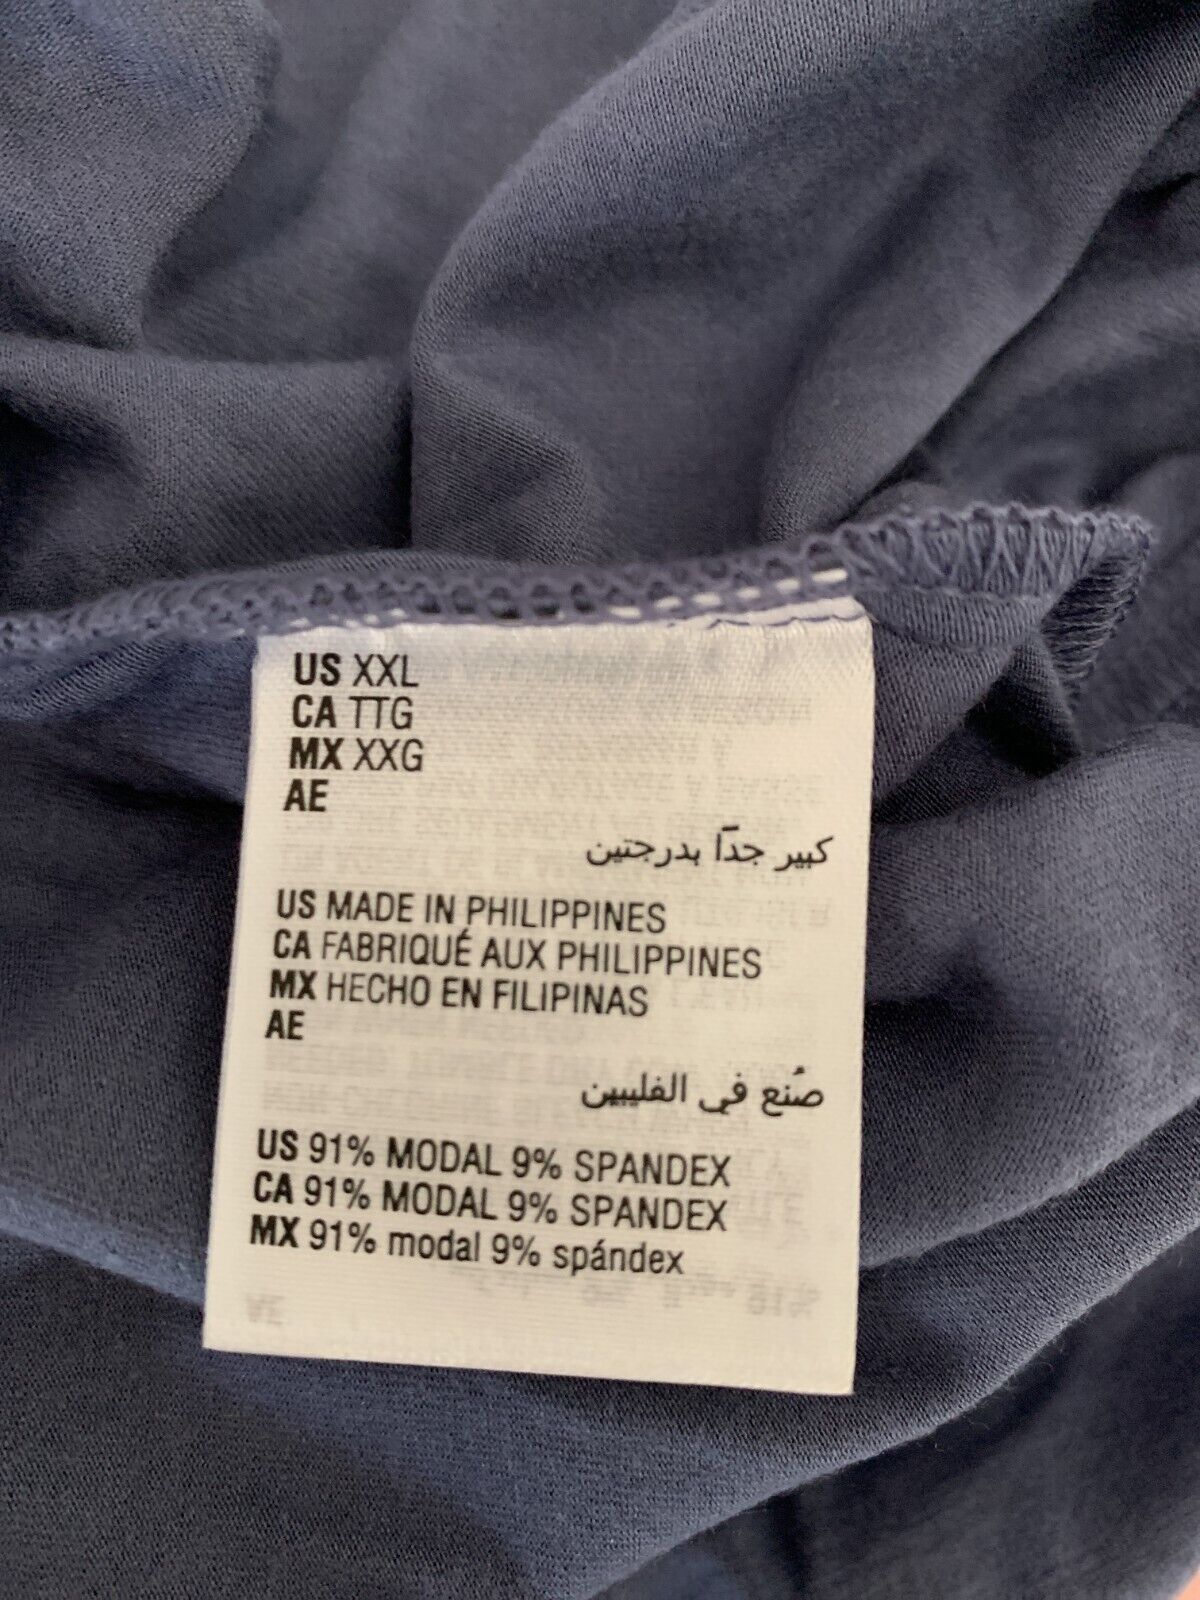 US XXL
CA TTG
MX XXG
AE
كبير جدًا بدرجتين
US MADE IN PHILIPPINES
CA FABRIQUÉ AUX PHILIPPINES
MX HECHO EN FILIPINAS
AE
صُنع في الفليبين
US 91% MODAL 9% SPANDEX
CA 91% MODAL 9% SPANDEX
MX 91% modal 9% spándex